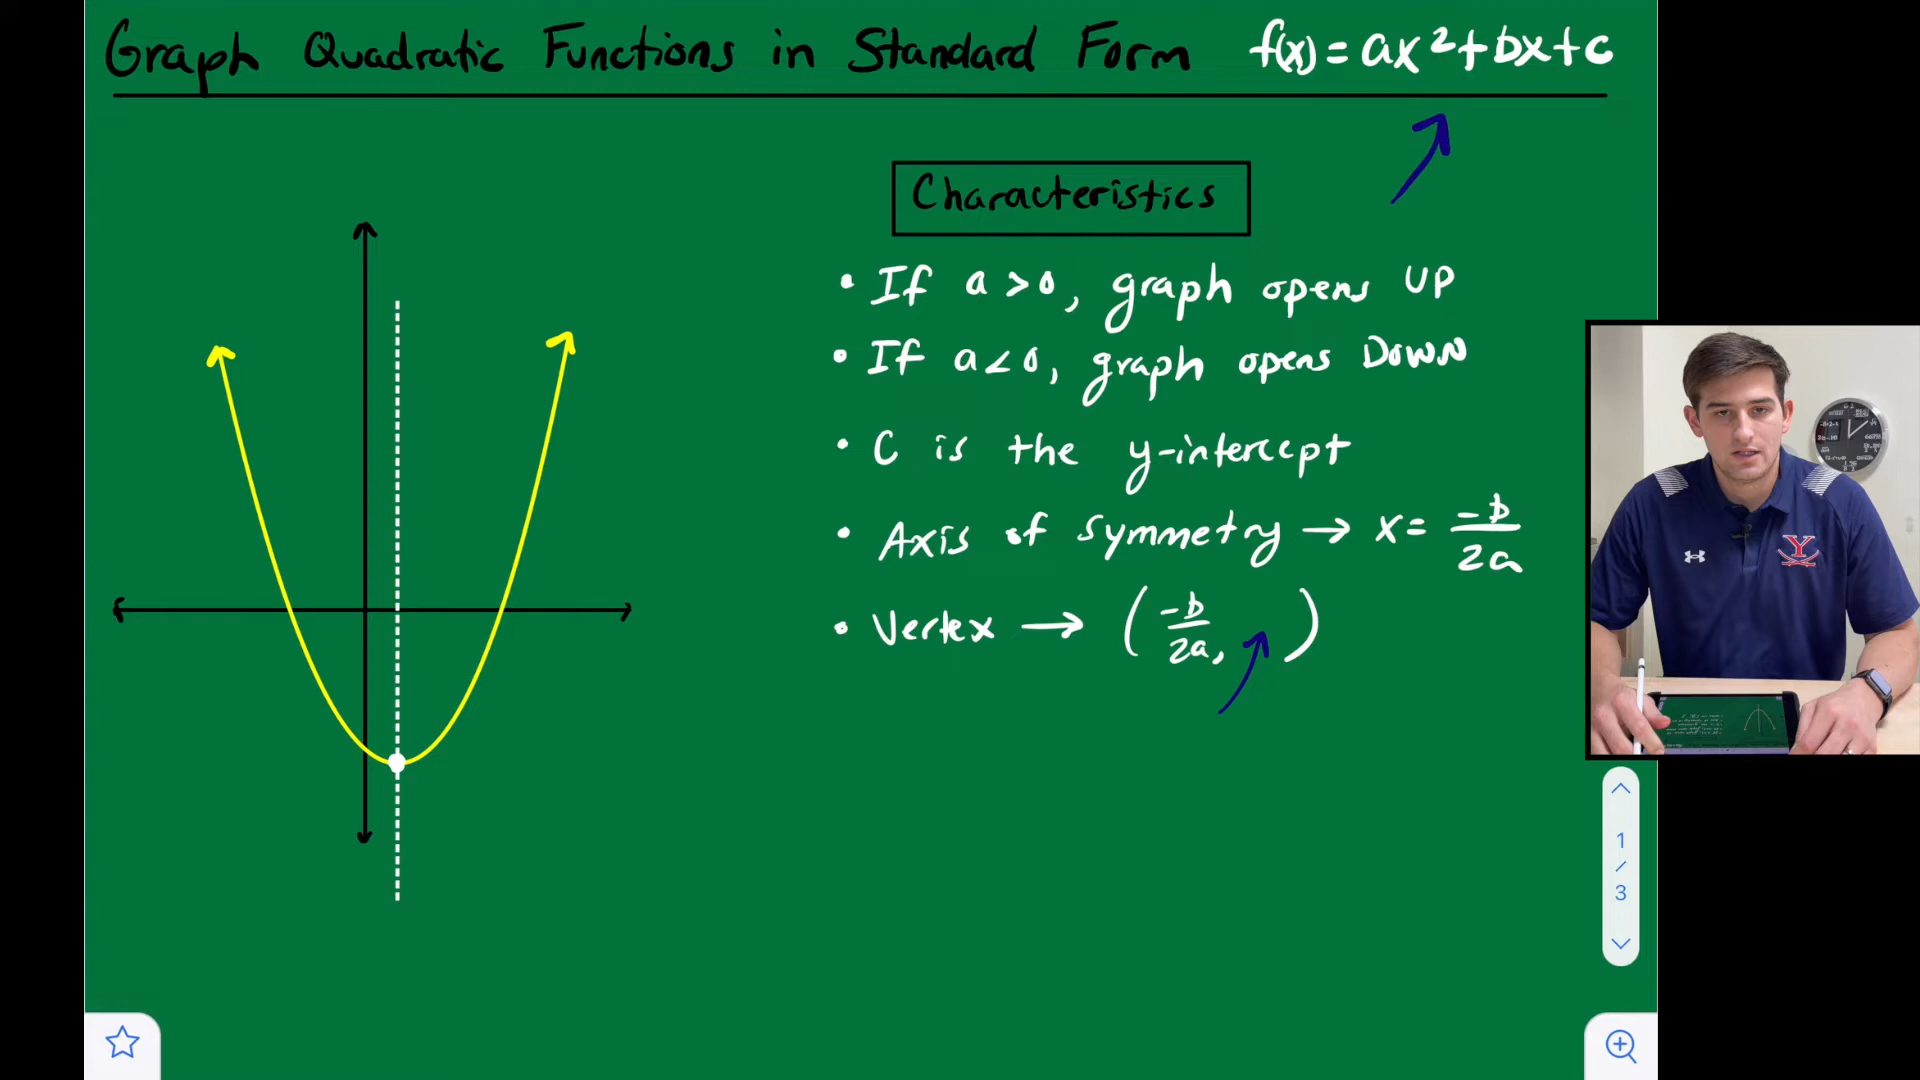 Graph Quadratic Functions in Standard Form f(x) = ax²+bx+c
Characteristics
• If a > 0, graph opens UP
• If a < 0, graph opens DOWN
• C is the y-intercept
• Axis of symmetry → x = -b/2a
• Vertex → (-b/2a, )
Y
1
/
3